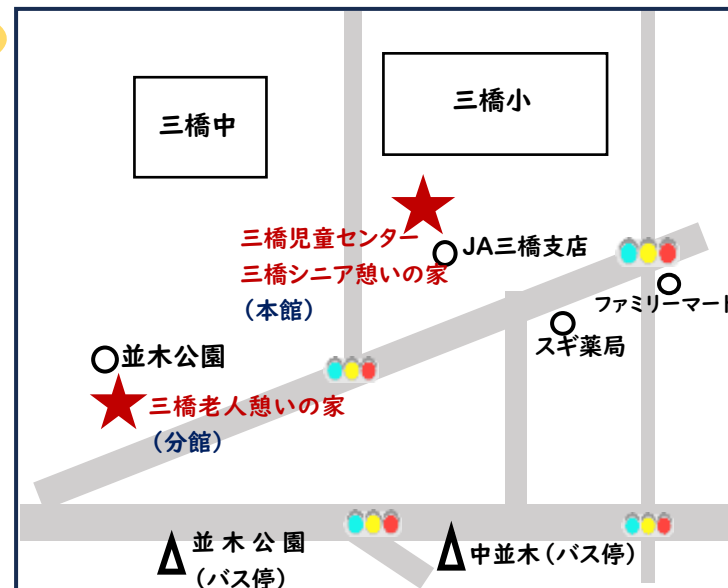 三橋中
三橋小
三橋児童センター
三橋シニア憩いの家
（本館）
JA三橋支店
ファミリーマート
スギ薬局
並木公園
三橋老人憩いの家
（分館）
並木公園
（バス停）
中並木（バス停）